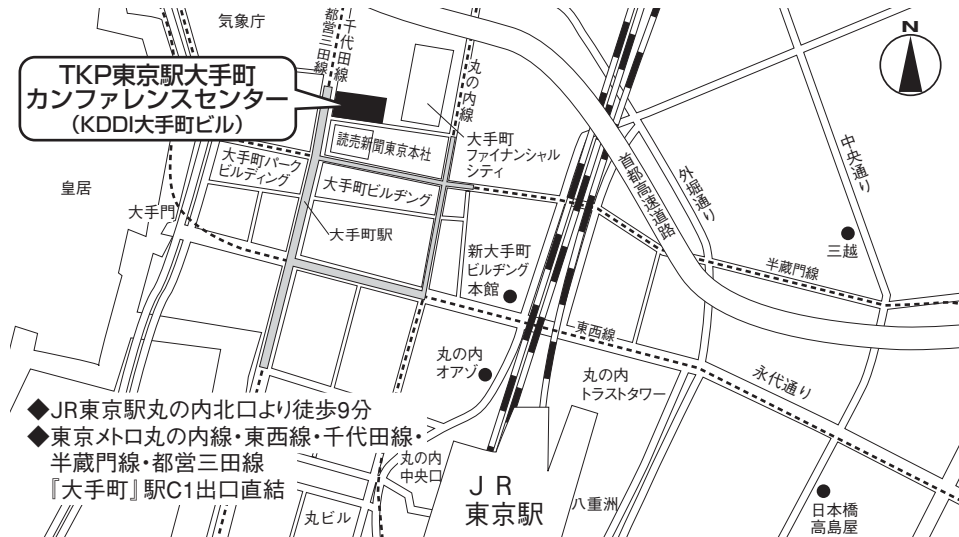 気象庁
都営三田線
千代田線
丸の内線
N
TKP東京駅大手町
カンファレンスセンター
(KDDI大手町ビル)
読売新聞東京本社
大手町
ファイナンシャル
シティ
大手町パーク
ビルディング
大手町ビルヂング
皇居
大手門
大手町駅
新大手町
ビルヂング
本館
首都高速道路
外堀通り
中央通り
三越
半蔵門線
東西線
永代通り
丸の内
オアゾ
丸の内
トラストタワー
◆JR東京駅丸の内北口より徒歩9分
◆東京メトロ丸の内線・東西線・千代田線・
半蔵門線・都営三田線
『大手町』駅C1出口直結
丸の内
中央口
丸ビル
JR
東京駅
八重洲
日本橋
高島屋